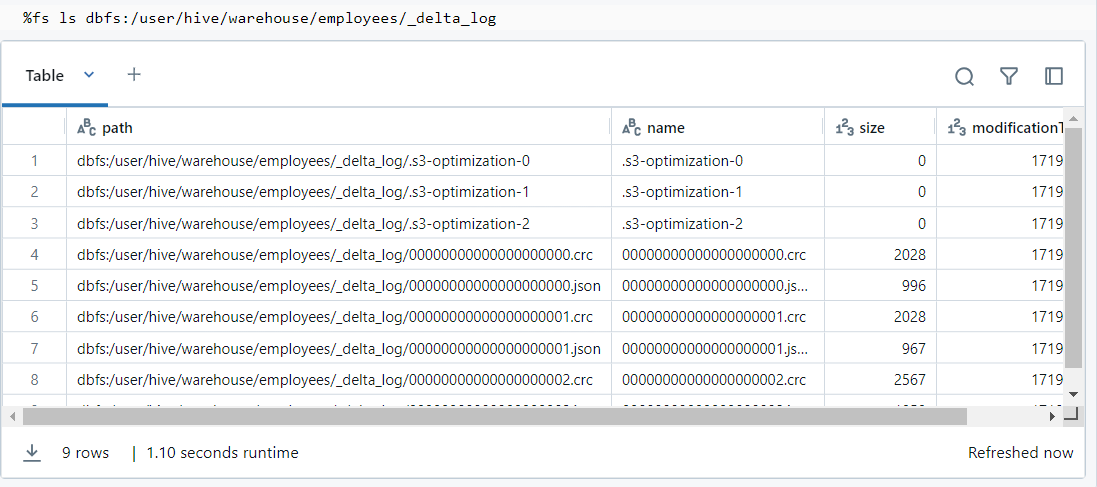 %fs ls dbfs:/user/hive/warehouse/employees/_delta_log
Table
path name size modificationT
1 dbfs:/user/hive/warehouse/employees/_delta_log/.s3-optimization-0 .s3-optimization-0 0 1719
2 dbfs:/user/hive/warehouse/employees/_delta_log/.s3-optimization-1 .s3-optimization-1 0 1719
3 dbfs:/user/hive/warehouse/employees/_delta_log/.s3-optimization-2 .s3-optimization-2 0 1719
4 dbfs:/user/hive/warehouse/employees/_delta_log/00000000000000000000.crc 00000000000000000000.crc 2028 1719
5 dbfs:/user/hive/warehouse/employees/_delta_log/00000000000000000000.json 00000000000000000000.js... 996 1719
6 dbfs:/user/hive/warehouse/employees/_delta_log/00000000000000000001.crc 00000000000000000001.crc 2028 1719
7 dbfs:/user/hive/warehouse/employees/_delta_log/00000000000000000001.json 00000000000000000001.js... 967 1719
8 dbfs:/user/hive/warehouse/employees/_delta_log/00000000000000000002.crc 00000000000000000002.crc 2567 1719
9 rows | 1.10 seconds runtime Refreshed now